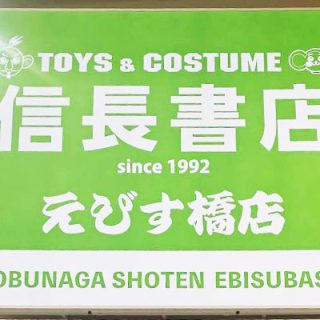 TOYS & COSTUME
信長書店
since 1992
えびす橋店
OBUNAGA SHOTEN EBISUBAS